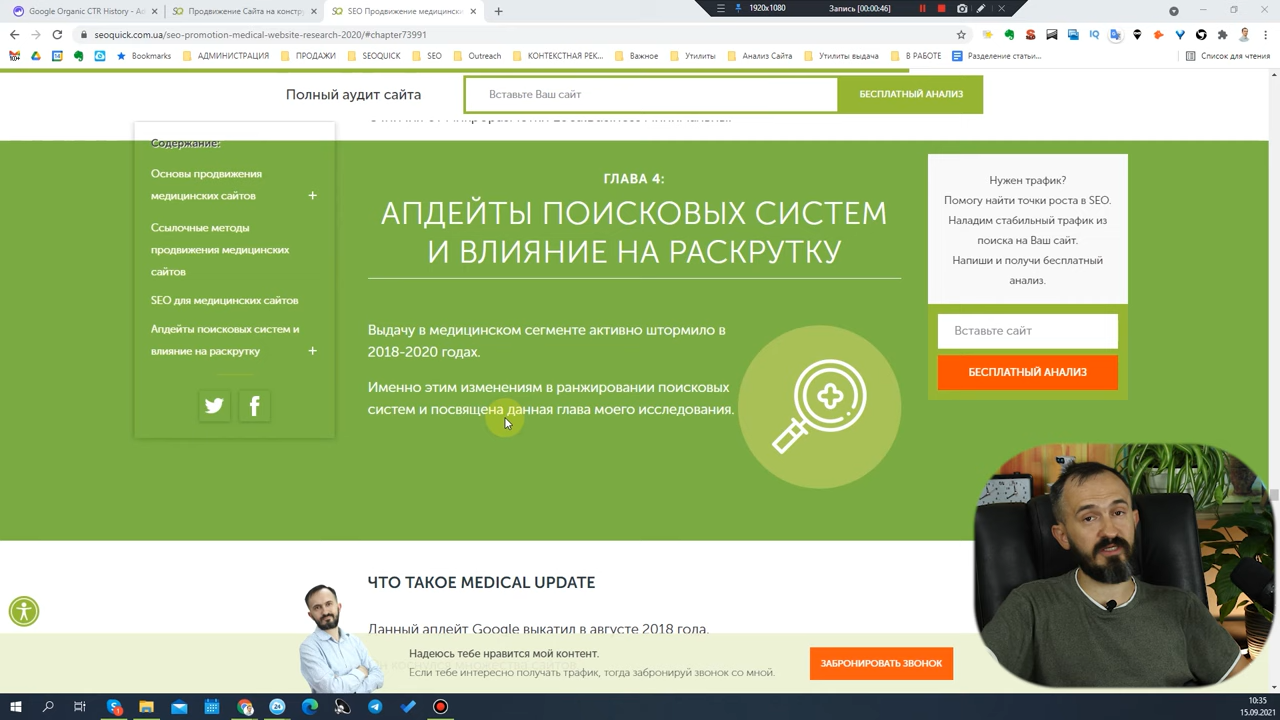 Google Organic CTR History - Ad
Продвижение Сайта на констр
SEO Продвижение медицински
1920x1080
Запись [00:00:46]
seoquick.com.ua/seo-promotion-medical-website-research-2020/#chapter73991
Bookmarks
АДМИНИСТРАЦИЯ
ПРОДАЖИ
SEOQUICK
SEO
Outreach
КОНТЕКСТНАЯ РЕК...
Важное
Утилиты
Анализ Сайта
Утилиты выдача
В РАБОТЕ
Разделение статьи...
Список для чтения
Полный аудит сайта
Вставьте Ваш сайт
БЕСПЛАТНЫЙ АНАЛИЗ
Содержание:
Основы продвижения
медицинских сайтов +
Ссылочные методы
продвижения медицинских
сайтов
SEO для медицинских сайтов
Апдейты поисковых систем и
влияние на раскрутку +
ГЛАВА 4:
АПДЕЙТЫ ПОИСКОВЫХ СИСТЕМ
И ВЛИЯНИЕ НА РАСКРУТКУ
Выдачу в медицинском сегменте активно штормило в
2018-2020 годах.
Именно этим изменениям в ранжировании поисковых
систем и посвящена данная глава моего исследования.
Нужен трафик?
Помогу найти точки роста в SEO.
Наладим стабильный трафик из
поиска на Ваш сайт.
Напиши и получи бесплатный
анализ.
Вставьте сайт
БЕСПЛАТНЫЙ АНАЛИЗ
ЧТО ТАКОЕ MEDICAL UPDATE
Данный апдейт Google выкатил в августе 2018 года.
Надеюсь тебе нравится мой контент.
Если тебе интересно получать трафик, тогда забронируй звонок со мной.
ЗАБРОНИРОВАТЬ ЗВОНОК
10:35
15.09.2021